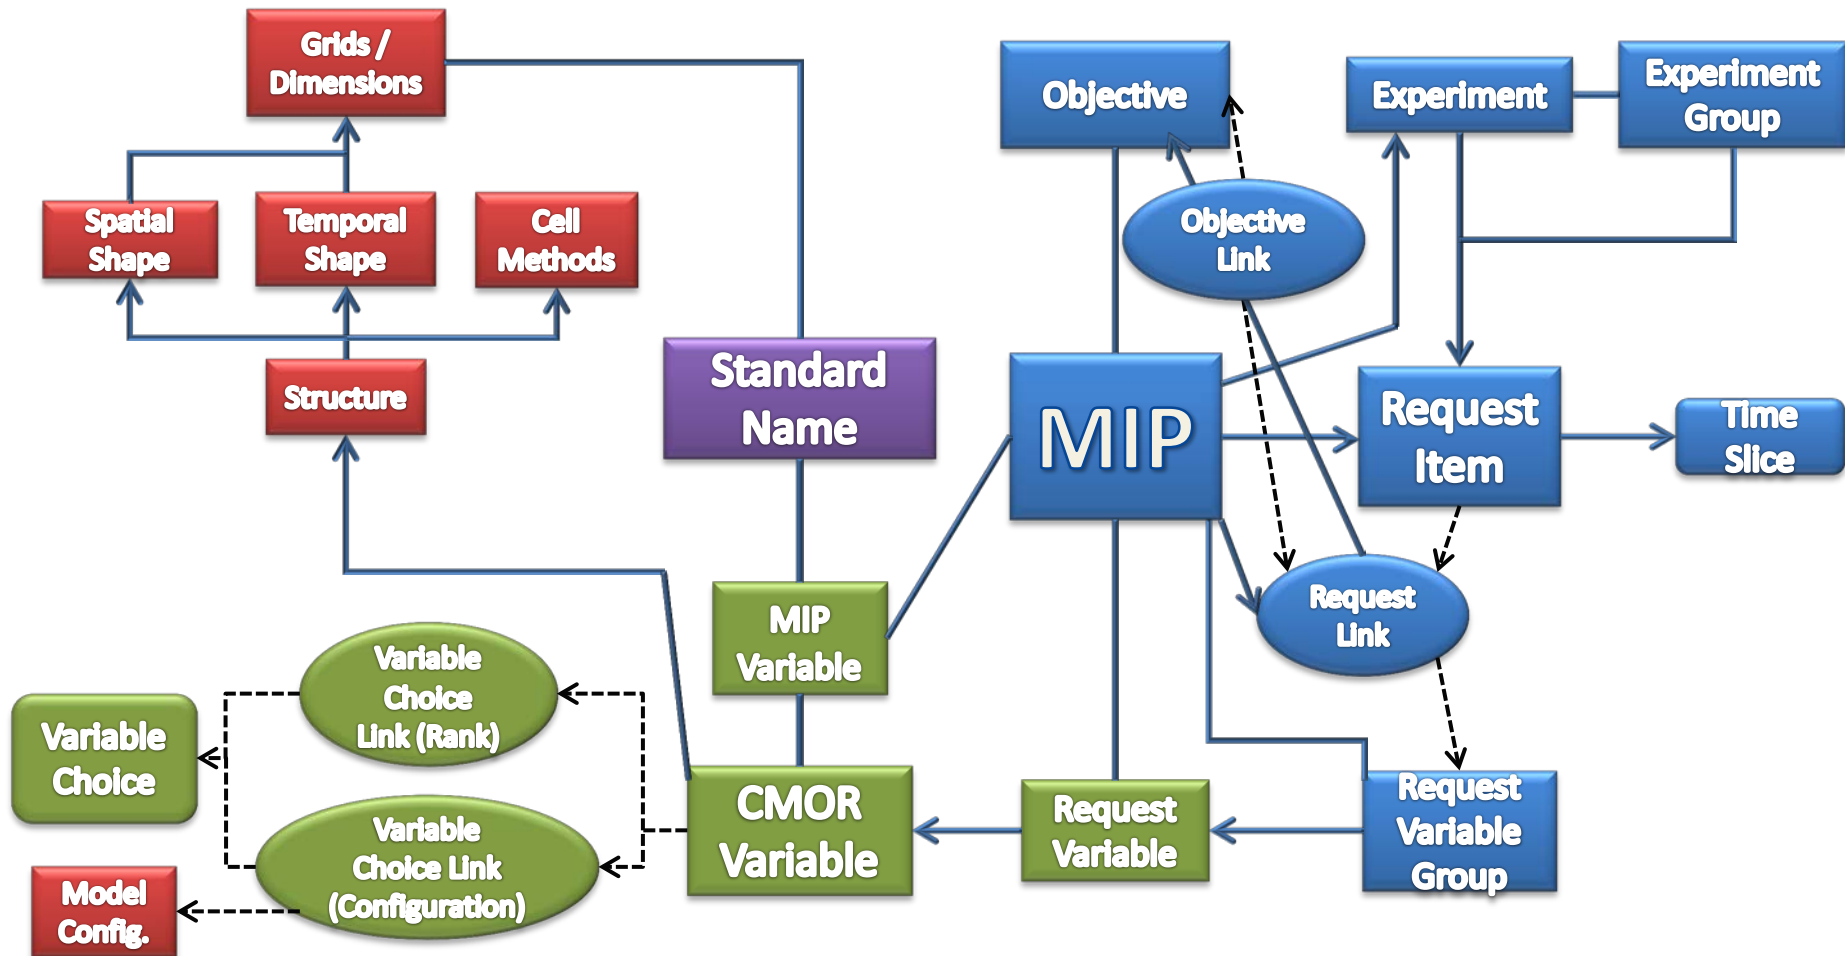 Grids /
Dimensions
Objective
Experiment
Experiment
Group
Spatial
Shape
Temporal
Shape
Cell
Methods
Objective
Link
Structure
Standard
Name
MIP
Request
Item
Time
Slice
MIP
Variable
Request
Link
Variable
Choice
Link (Rank)
Variable
Choice
CMOR
Variable
Request
Variable
Request
Variable
Group
Variable
Choice Link
(Configuration)
Model
Config.